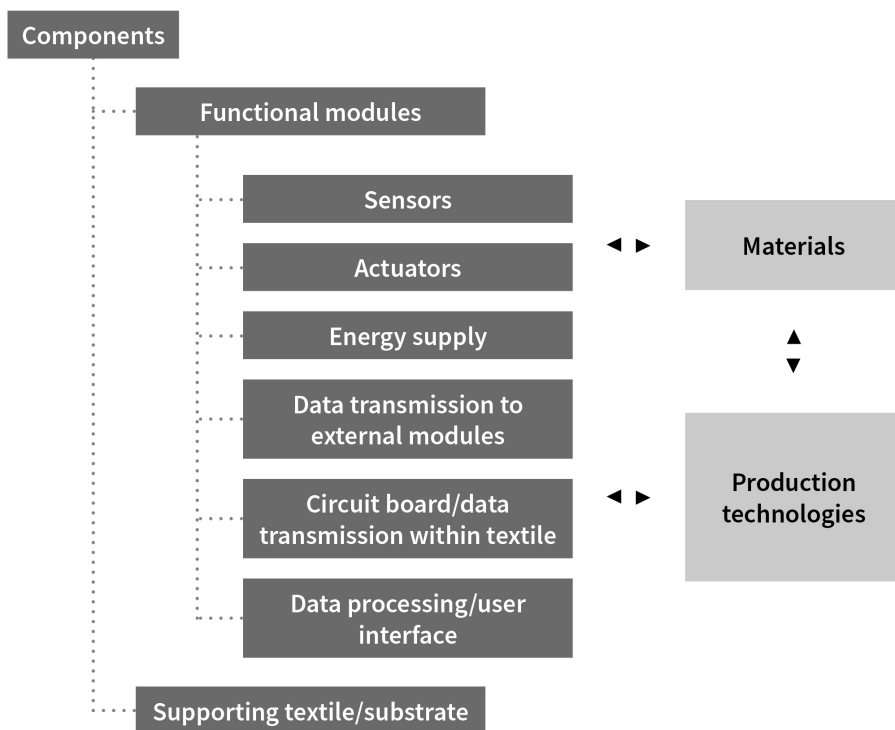 Components
Functional modules
Sensors
Actuators
Energy supply
Data transmission to
external modules
Circuit board/data
transmission within textile
Data processing/user
interface
Supporting textile/substrate
Materials
Production
technologies